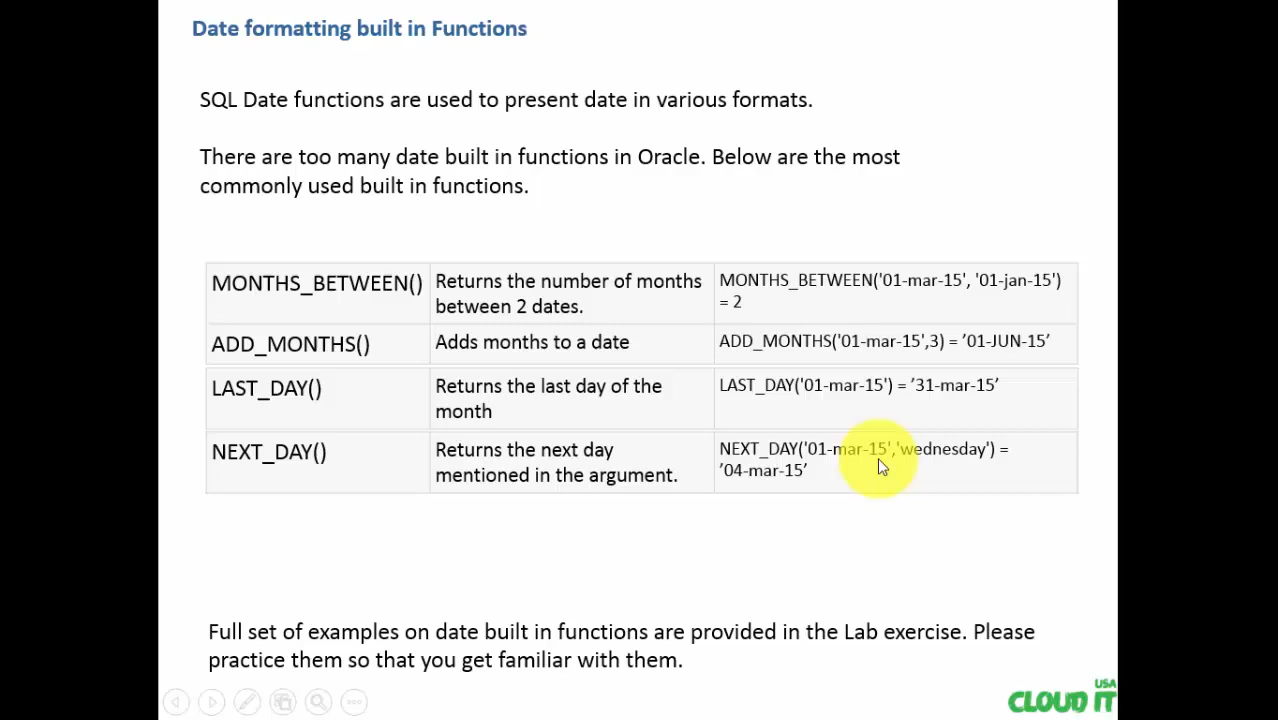 Date formatting built in Functions
SQL Date functions are used to present date in various formats.
There are too many date built in functions in Oracle. Below are the most
commonly used built in functions.
MONTHS_BETWEEN()
Returns the number of months
between 2 dates.
MONTHS_BETWEEN('01-mar-15', '01-jan-15')
= 2
ADD_MONTHS()
Adds months to a date
ADD_MONTHS('01-mar-15',3) = ’01-JUN-15’
LAST_DAY()
Returns the last day of the
month
LAST_DAY('01-mar-15') = ’31-mar-15’
NEXT_DAY()
Returns the next day
mentioned in the argument.
NEXT_DAY('01-mar-15','wednesday') =
’04-mar-15’
Full set of examples on date built in functions are provided in the Lab exercise. Please
practice them so that you get familiar with them.
USA
CLOUD IT